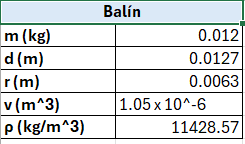 Balín
m (kg) 0.012
d (m) 0.0127
r (m) 0.0063
v (m^3) 1.05 x 10^-6
ρ (kg/m^3) 11428.57